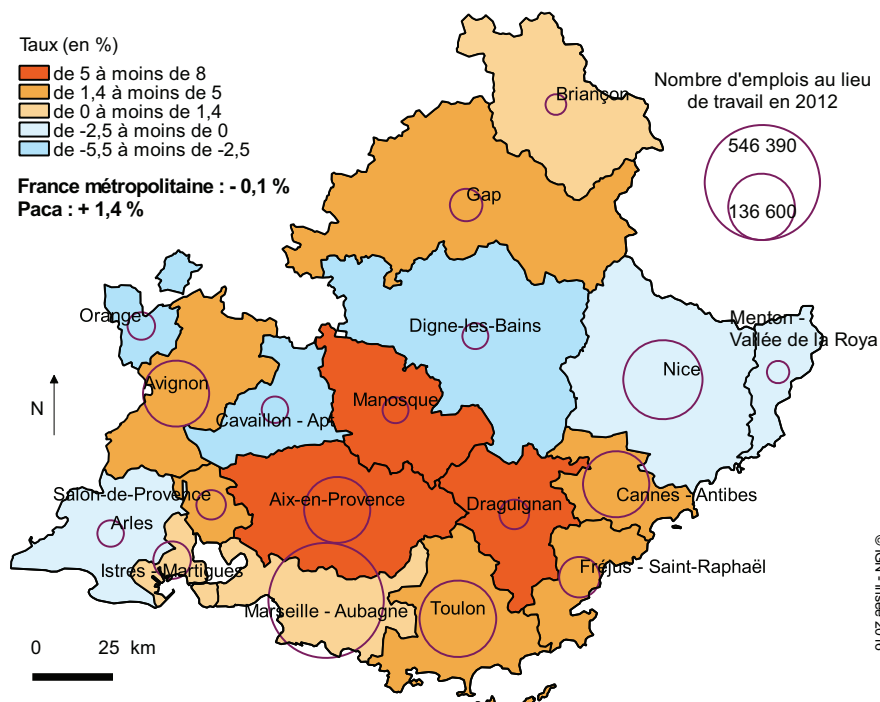 Taux (en %)
de 5 à moins de 8
de 1,4 à moins de 5
de 0 à moins de 1,4
de -2,5 à moins de 0
de -5,5 à moins de -2,5
France métropolitaine : - 0,1 %
Paca : + 1,4 %
Nombre d'emplois au lieu
de travail en 2012
546 390
136 600
Briançon
Gap
Orange
Digne-les-Bains
Menton -
Vallée de la Roya
Nice
Avignon
Manosque
Cavaillon - Apt
N
Salon-de-Provence
Aix-en-Provence
Draguignan
Cannes - Antibes
Arles
Istres - Martigues
Fréjus - Saint-Raphaël
Marseille - Aubagne
Toulon
0 25 km
© IGN - Insee 2016